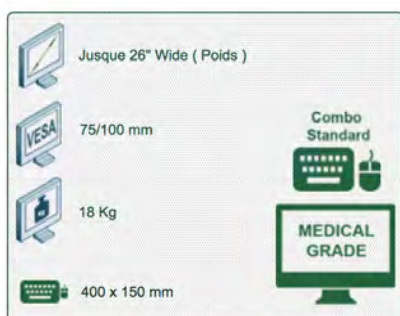 Jusque 26" Wide ( Poids )
VESA
75/100 mm
18 Kg
400 x 150 mm
Combo
Standard
MEDICAL
GRADE